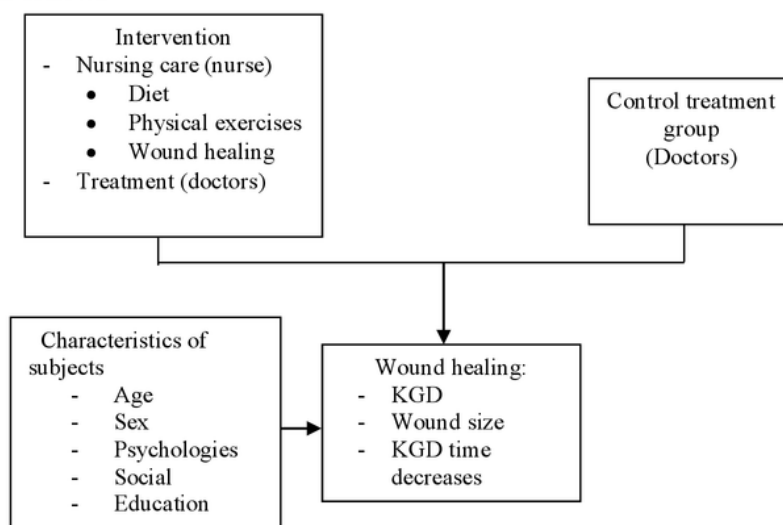 Intervention
- Nursing care (nurse)
• Diet
• Physical exercises
• Wound healing
- Treatment (doctors)
Control treatment
group
(Doctors)
Characteristics of
subjects
- Age
- Sex
- Psychologies
- Social
- Education
Wound healing:
- KGD
- Wound size
- KGD time
decreases